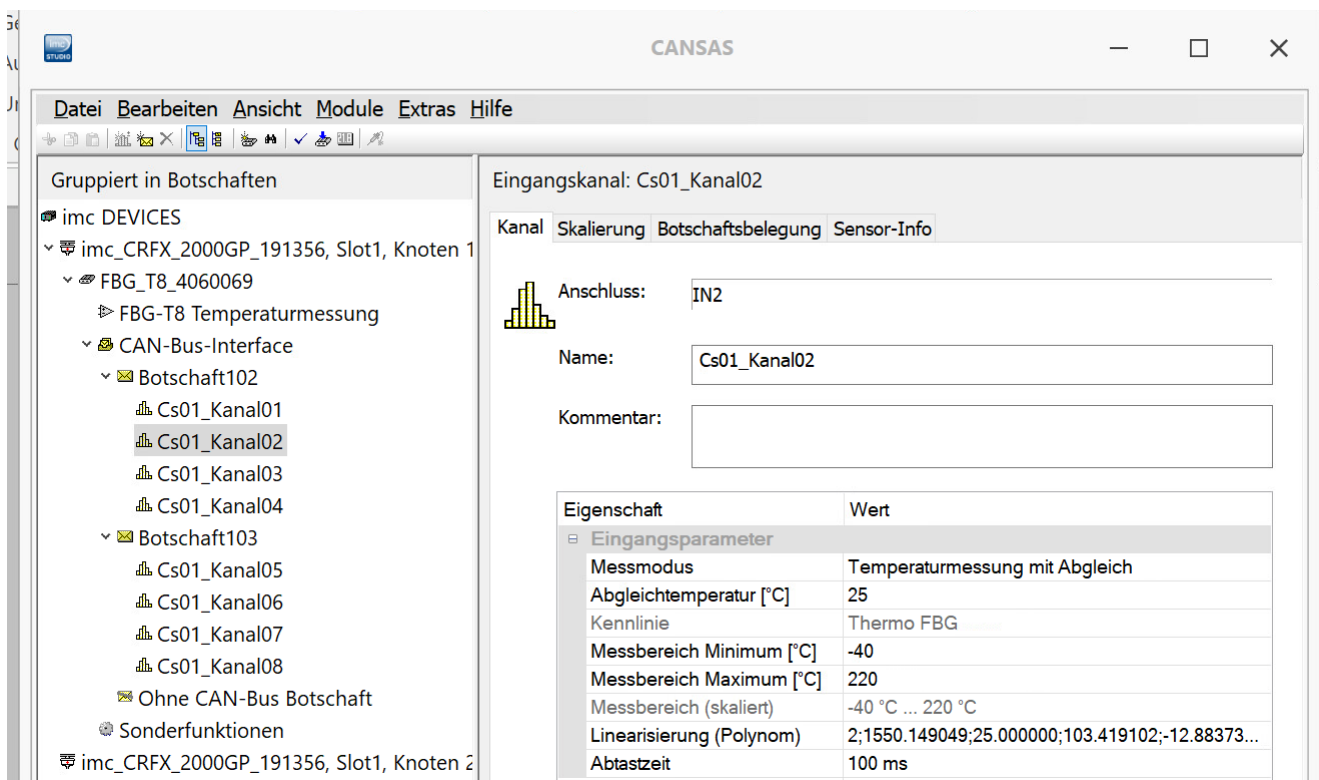 imc
STUDIO
CANSAS
Datei Bearbeiten Ansicht Module Extras Hilfe
Gruppiert in Botschaften
imc DEVICES
imc_CRFX_2000GP_191356, Slot1, Knoten 1
FBG_T8_4060069
FBG-T8 Temperaturmessung
CAN-Bus-Interface
Botschaft102
Cs01_Kanal01
Cs01_Kanal02
Cs01_Kanal03
Cs01_Kanal04
Botschaft103
Cs01_Kanal05
Cs01_Kanal06
Cs01_Kanal07
Cs01_Kanal08
Ohne CAN-Bus Botschaft
Sonderfunktionen
imc_CRFX_2000GP_191356, Slot1, Knoten 2
Eingangskanal: Cs01_Kanal02
Kanal Skalierung Botschaftsbelegung Sensor-Info
Anschluss: IN2
Name: Cs01_Kanal02
Kommentar:
Eigenschaft Wert
Eingangsparameter
Messmodus Temperaturmessung mit Abgleich
Abgleichtemperatur [°C] 25
Kennlinie Thermo FBG
Messbereich Minimum [°C] -40
Messbereich Maximum [°C] 220
Messbereich (skaliert) -40 °C ... 220 °C
Linearisierung (Polynom) 2;1550.149049;25.000000;103.419102;-12.88373...
Abtastzeit 100 ms